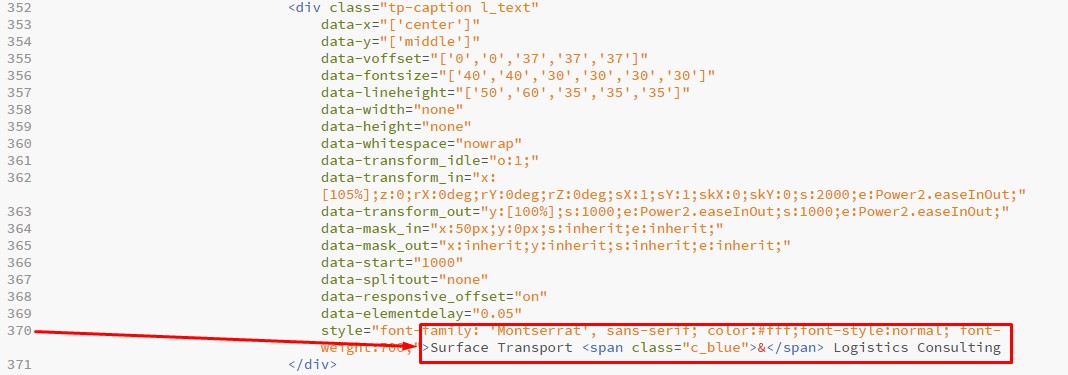 352 <div class="tp-caption l_text"
353 data-x="['center']"
354 data-y="['middle']"
355 data-voffset="['0','0','37','37','37']"
356 data-fontsize="['40','40','30','30','30','30']"
357 data-lineheight="['50','60','35','35','35']"
358 data-width="none"
359 data-height="none"
360 data-whitespace="nowrap"
361 data-transform_idle="o:1;"
362 data-transform_in="x:
[105%];z:0;rX:0deg;rY:0deg;rZ:0deg;sX:1;sY:1;skX:0;skY:0;s:2000;e:Power2.easeInOut;"
363 data-transform_out="y:[100%];s:1000;e:Power2.easeInOut;s:1000;e:Power2.easeInOut;"
364 data-mask_in="x:50px;y:0px;s:inherit;e:inherit;"
365 data-mask_out="x:inherit;y:inherit;s:inherit;e:inherit;"
366 data-start="1000"
367 data-splitout="none"
368 data-responsive_offset="on"
369 data-elementdelay="0.05"
370 style="font-family: 'Montserrat', sans-serif; color:#fff;font-style:normal; font-
weight:700;">Surface Transport <span class="c_blue">&</span> Logistics Consulting
371 </div>